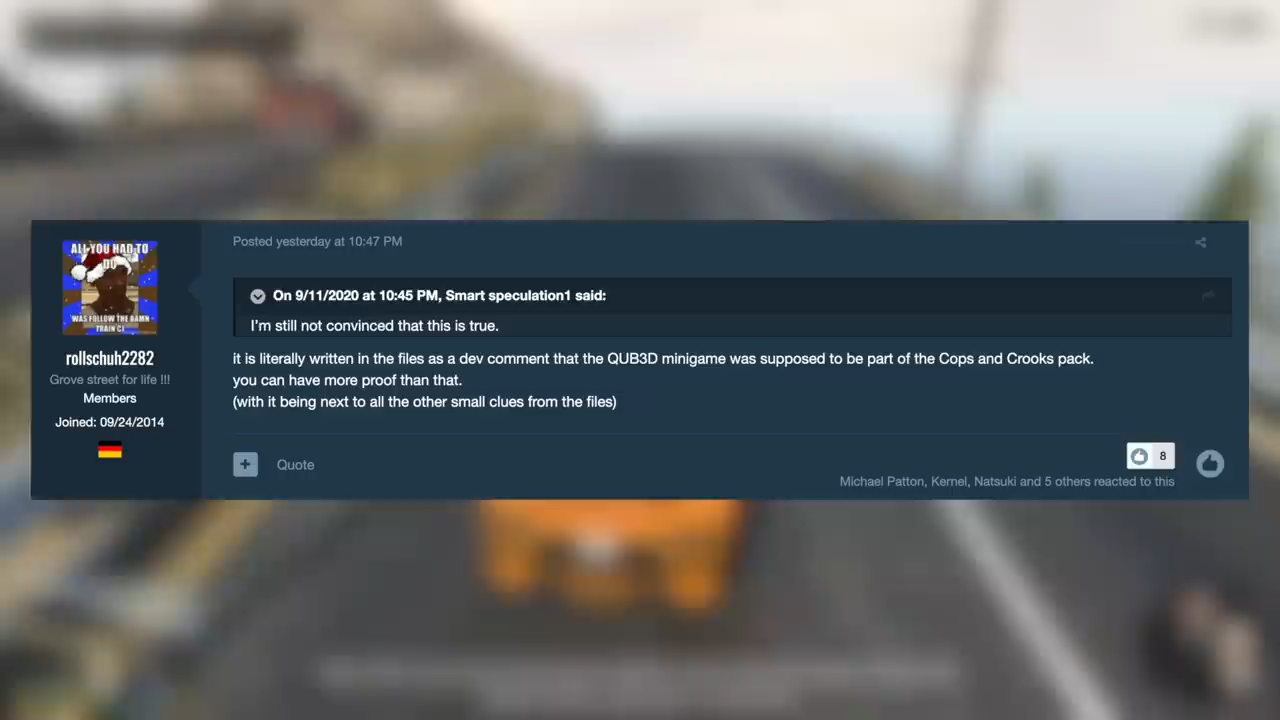 ALL YOU HAD TO
DO
WAS FOLLOW THE DAMN
TRAIN CJ
rollschuh2282
Grove street for life !!!
Members
Joined: 09/24/2014
Posted yesterday at 10:47 PM
On 9/11/2020 at 10:45 PM, Smart speculation1 said:
I'm still not convinced that this is true.
it is literally written in the files as a dev comment that the QUB3D minigame was supposed to be part of the Cops and Crooks pack.
you can have more proof than that.
(with it being next to all the other small clues from the files)
+ Quote
8
Michael Patton, Kernel, Natsuki and 5 others reacted to this